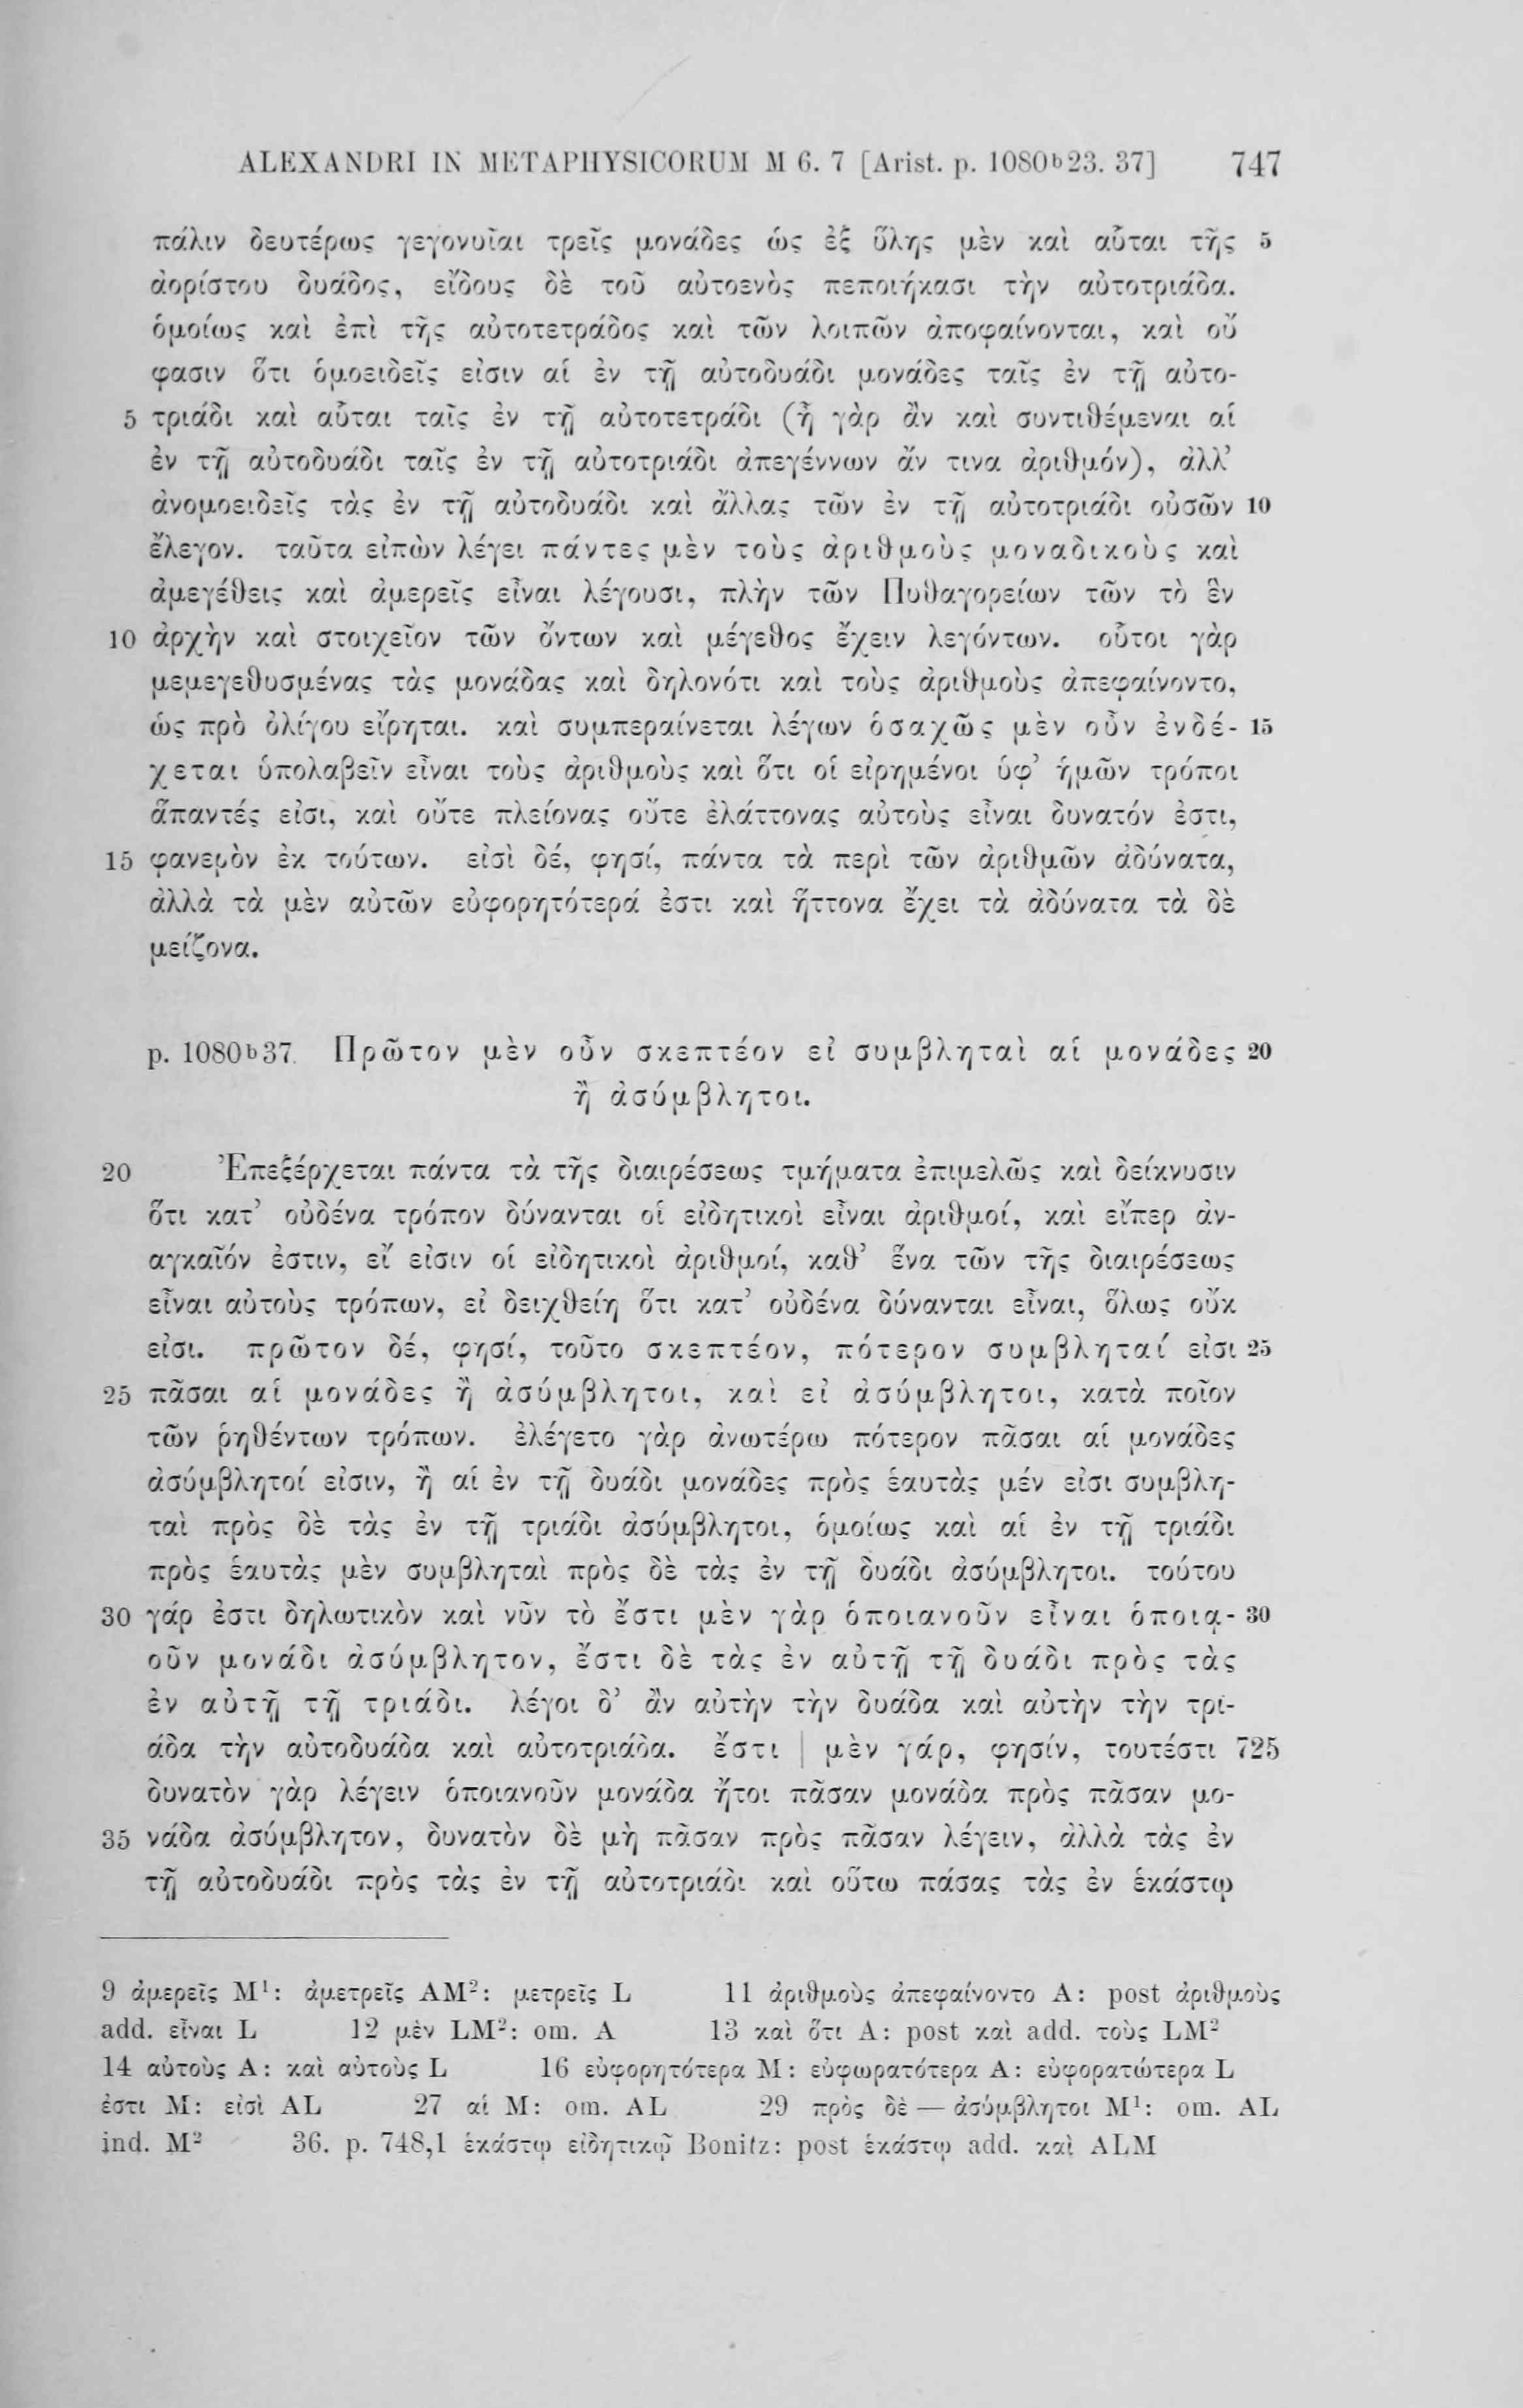 ALEXANDRI IN METAPHYSICORUM M 6. 7 [Arist. p. 1080ᵇ23. 37] 747
πάλιν δευτέρως γεγονυῖαι τρεῖς μονάδες ὡς ἐξ ὕλης μὲν καὶ αὗται τῆς 5
ἀορίστου δυάδος, εἴδους δὲ τοῦ αὐτοενὸς πεποιήκασι τὴν αὐτοτριάδα.
ὁμοίως καὶ ἐπὶ τῆς αὐτοτετράδος καὶ τῶν λοιπῶν ἀποφαίνονται, καὶ οὔ
φασιν ὅτι ὁμοειδεῖς εἰσιν αἱ ἐν τῇ αὐτοδυάδι μονάδες ταῖς ἐν τῇ αὐτο-
5 τριάδι καὶ αὗται ταῖς ἐν τῇ αὐτοτετράδι (ἦ γὰρ ἂν καὶ συντιθέμεναι αἱ
ἐν τῇ αὐτοδυάδι ταῖς ἐν τῇ αὐτοτριάδι ἀπεγέννων ἄν τινα ἀριθμόν), ἀλλ’
ἀνομοειδεῖς τὰς ἐν τῇ αὐτοδυάδι καὶ ἄλλας τῶν ἐν τῇ αὐτοτριάδι οὐσῶν 10
ἔλεγον. ταῦτα εἰπὼν λέγει πάντες μὲν τοὺς ἀριθμοὺς μοναδικοὺς καὶ
ἀμεγέθεις καὶ ἀμερεῖς εἶναι λέγουσι, πλὴν τῶν Πυθαγορείων τῶν τὸ ἓν
10 ἀρχὴν καὶ στοιχεῖον τῶν ὄντων καὶ μέγεθος ἔχειν λεγόντων. οὗτοι γὰρ
μεμεγεθυσμένας τὰς μονάδας καὶ δηλονότι καὶ τοὺς ἀριθμοὺς ἀπεφαίνοντο,
ὡς πρὸ ὀλίγου εἴρηται. καὶ συμπεραίνεται λέγων ὁσαχῶς μὲν οὖν ἐνδέ- 15
χεται ὑπολαβεῖν εἶναι τοὺς ἀριθμοὺς καὶ ὅτι οἱ εἰρημένοι ὑφ’ ἡμῶν τρόποι
ἅπαντές εἰσι, καὶ οὔτε πλείονας οὔτε ἐλάττονας αὐτοὺς εἶναι δυνατόν ἐστι,
15 φανερὸν ἐκ τούτων. εἰσὶ δέ, φησί, πάντα τὰ περὶ τῶν ἀριθμῶν ἀδύνατα,
ἀλλὰ τὰ μὲν αὐτῶν εὐφορητότερά ἐστι καὶ ἥττονα ἔχει τὰ ἀδύνατα τὰ δὲ
μείζονα.
p. 1080ᵇ37 Πρῶτον μὲν οὖν σκεπτέον εἰ συμβληταὶ αἱ μονάδες 20
ἢ ἀσύμβλητοι.
20 Ἐπεξέρχεται πάντα τὰ τῆς διαιρέσεως τμήματα ἐπιμελῶς καὶ δείκνυσιν
ὅτι κατ’ οὐδένα τρόπον δύνανται οἱ εἰδητικοὶ εἶναι ἀριθμοί, καὶ εἴπερ ἀν-
αγκαῖόν ἐστιν, εἴ εἰσιν οἱ εἰδητικοὶ ἀριθμοί, καθ’ ἕνα τῶν τῆς διαιρέσεως
εἶναι αὐτοὺς τρόπων, εἰ δειχθείη ὅτι κατ’ οὐδένα δύνανται εἶναι, ὅλως οὔκ
εἰσι. πρῶτον δέ, φησί, τοῦτο σκεπτέον, πότερον συμβληταί εἰσι 25
25 πᾶσαι αἱ μονάδες ἢ ἀσύμβλητοι, καὶ εἰ ἀσύμβλητοι, κατὰ ποῖον
τῶν ῥηθέντων τρόπων. ἐλέγετο γὰρ ἀνωτέρω πότερον πᾶσαι αἱ μονάδες
ἀσύμβλητοί εἰσιν, ἢ αἱ ἐν τῇ δυάδι μονάδες πρὸς ἑαυτὰς μέν εἰσι συμβλη-
ταὶ πρὸς δὲ τὰς ἐν τῇ τριάδι ἀσύμβλητοι, ὁμοίως καὶ αἱ ἐν τῇ τριάδι
πρὸς ἑαυτὰς μὲν συμβληταὶ πρὸς δὲ τὰς ἐν τῇ δυάδι ἀσύμβλητοι. τούτου
30 γάρ ἐστι δηλωτικὸν καὶ νῦν τὸ ἔστι μὲν γὰρ ὁποιανοῦν εἶναι ὁποιᾳ- 30
οῦν μονάδι ἀσύμβλητον, ἔστι δὲ τὰς ἐν αὐτῇ τῇ δυάδι πρὸς τὰς
ἐν αὐτῇ τῇ τριάδι. λέγοι δ’ ἂν αὐτὴν τὴν δυάδα καὶ αὐτὴν τὴν τρι-
άδα τὴν αὐτοδυάδα καὶ αὐτοτριάδα. ἔστι | μὲν γάρ, φησίν, τουτέστι 725
δυνατὸν γὰρ λέγειν ὁποιανοῦν μονάδα ἤτοι πᾶσαν μονάδα πρὸς πᾶσαν μο-
35 νάδα ἀσύμβλητον, δυνατὸν δὲ μὴ πᾶσαν πρὸς πᾶσαν λέγειν, ἀλλὰ τὰς ἐν
τῇ αὐτοδυάδι πρὸς τὰς ἐν τῇ αὐτοτριάδι καὶ οὕτω πάσας τὰς ἐν ἑκάστῳ
9 ἀμερεῖς M¹: ἀμετρεῖς AM²: μετρεῖς L 11 ἀριθμοὺς ἀπεφαίνοντο A: post ἀριθμοὺς
add. εἶναι L 12 μὲν LM²: om. A 13 καὶ ὅτι A: post καὶ add. τοὺς LM²
14 αὐτοὺς A: καὶ αὐτοὺς L 16 εὐφορητότερα M: εὐφωρατότερα A: εὐφορατώτερα L
ἐστι M: εἰσὶ AL 27 αἱ M: om. AL 29 πρὸς δὲ — ἀσύμβλητοι M¹: om. AL
ind. M² 36. p. 748,1 ἑκάστῳ εἰδητικῷ Bonitz: post ἑκάστῳ add. καὶ ALM